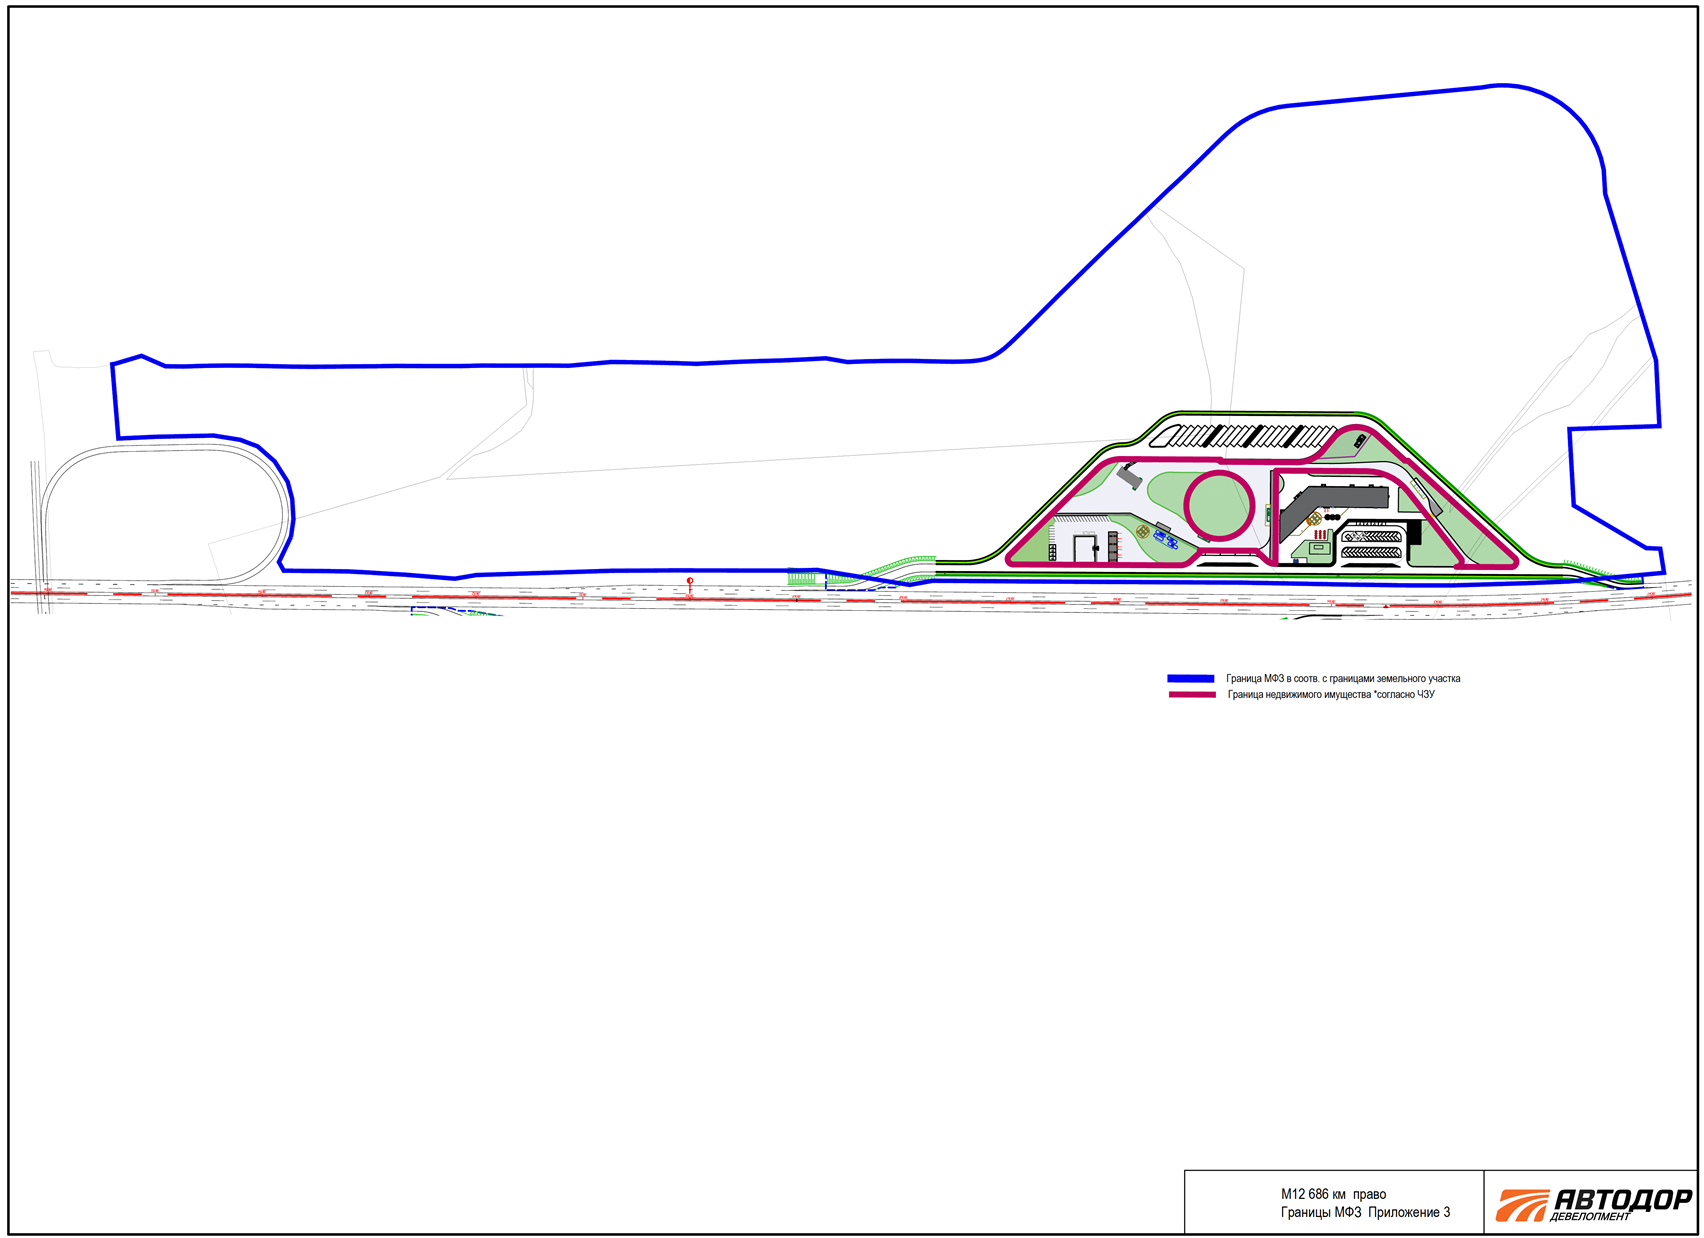 Граница МФЗ в соотв. с границами земельного участка
Граница недвижимого имущества *согласно ЧЗУ
М12 686 км право
Границы МФЗ Приложение 3
АВТОДОР
ДЕВЕЛОПМЕНТ